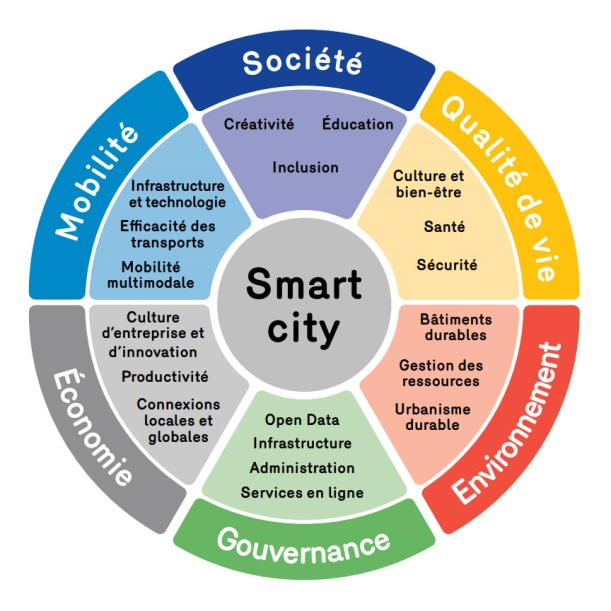 Société
Créativité Éducation
Inclusion
Qualité de vie
Culture et
bien-être
Santé
Sécurité
Environnement
Bâtiments
durables
Gestion des
ressources
Urbanisme
durable
Gouvernance
Open Data
Infrastructure
Administration
Services en ligne
Économie
Culture
d'entreprise et
d'innovation
Productivité
Connexions
locales et
globales
Mobilité
Infrastructure
et technologie
Efficacité des
transports
Mobilité
multimodale
Smart
city